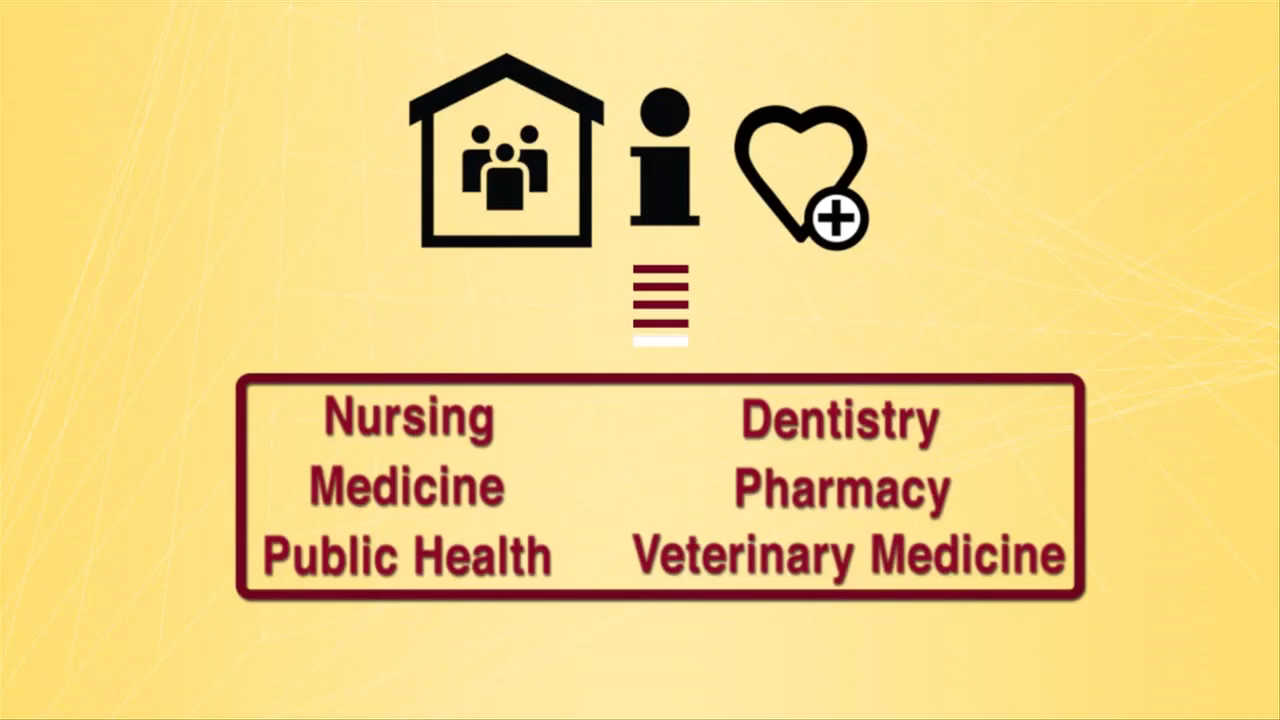 Nursing
Medicine
Public Health
Dentistry
Pharmacy
Veterinary Medicine